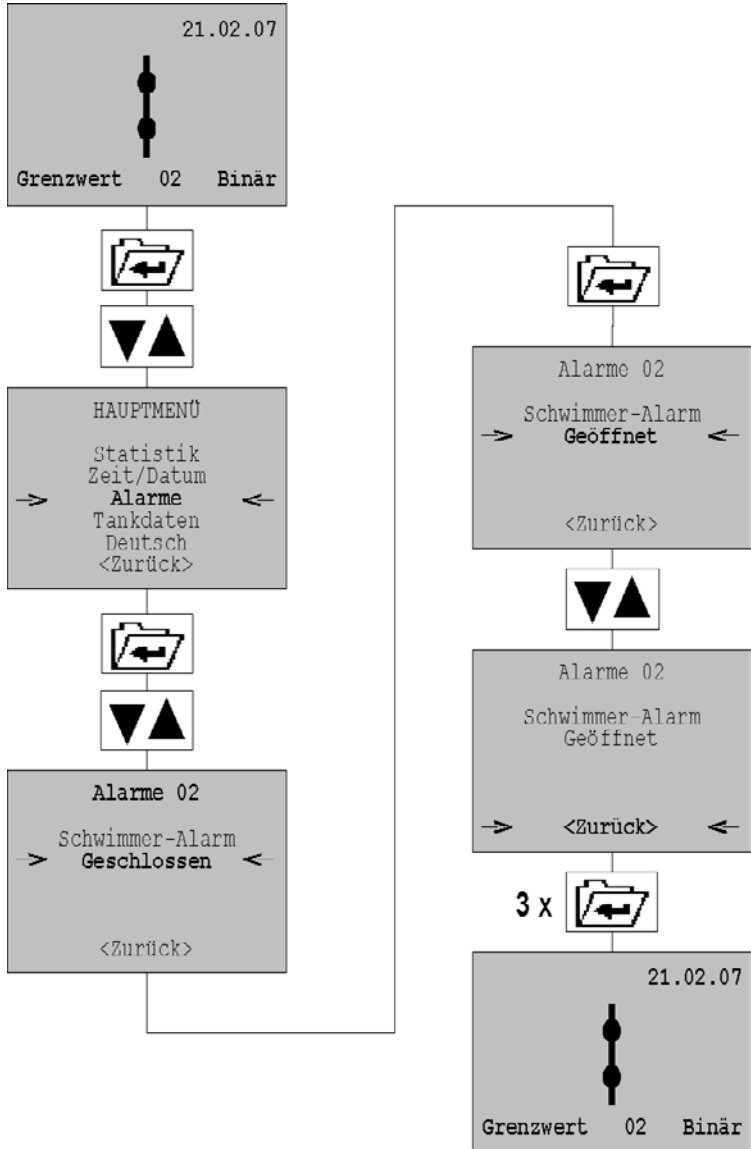 21.02.07
Grenzwert 02 Binär
HAUPTMENÜ
Statistik
Zeit/Datum
Alarme
Tankdaten
Deutsch
<Zurück>
Alarme 02
Schwimmer-Alarm
Geschlossen
<Zurück>
Alarme 02
Schwimmer-Alarm
Geöffnet
<Zurück>
Alarme 02
Schwimmer-Alarm
Geöffnet
<Zurück>
3 x
21.02.07
Grenzwert 02 Binär